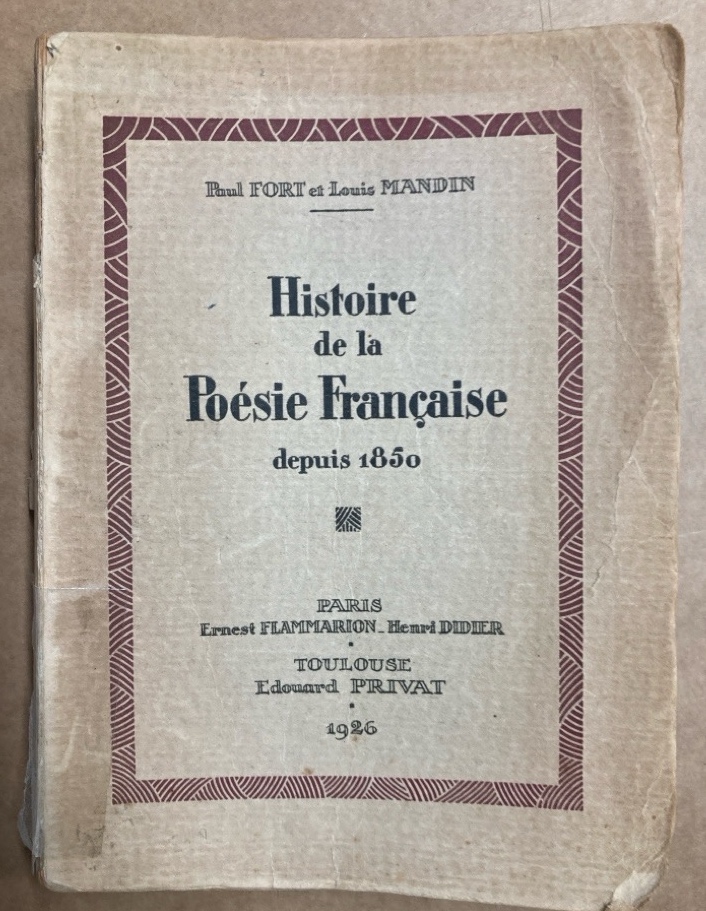 Paul FORT et Louis MANDIN
Histoire
de la
Poésie Française
depuis 1850
PARIS
Ernest FLAMMARION - Henri DIDIER
TOULOUSE
Edouard PRIVAT
1926